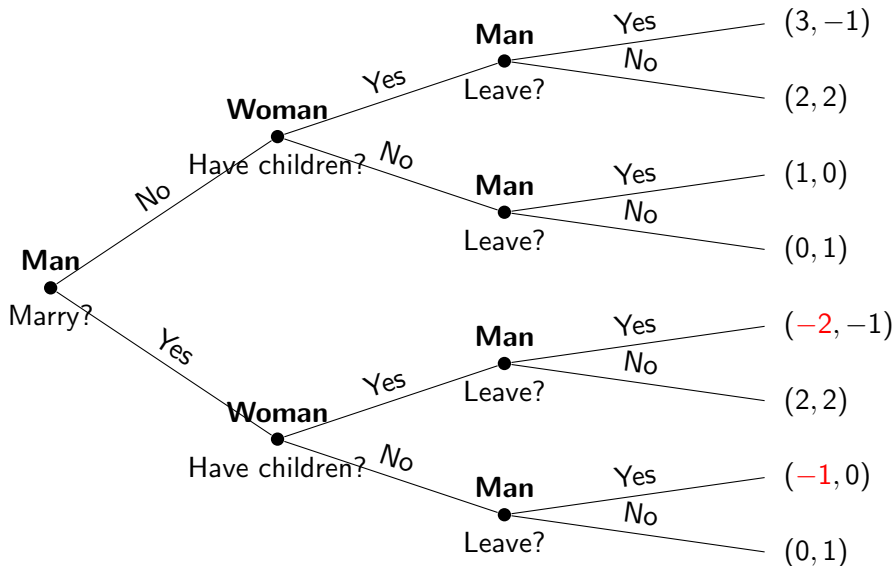 Man
Yes
(3, −1)
No
Leave?
(2, 2)
Yes
Woman
Have children?
No
Man
Yes
(1, 0)
No
Leave?
(0, 1)
No
Man
Marry?
Yes
Man
Yes
(−2, −1)
No
Leave?
(2, 2)
Yes
Woman
Have children?
No
Man
Yes
(−1, 0)
No
Leave?
(0, 1)